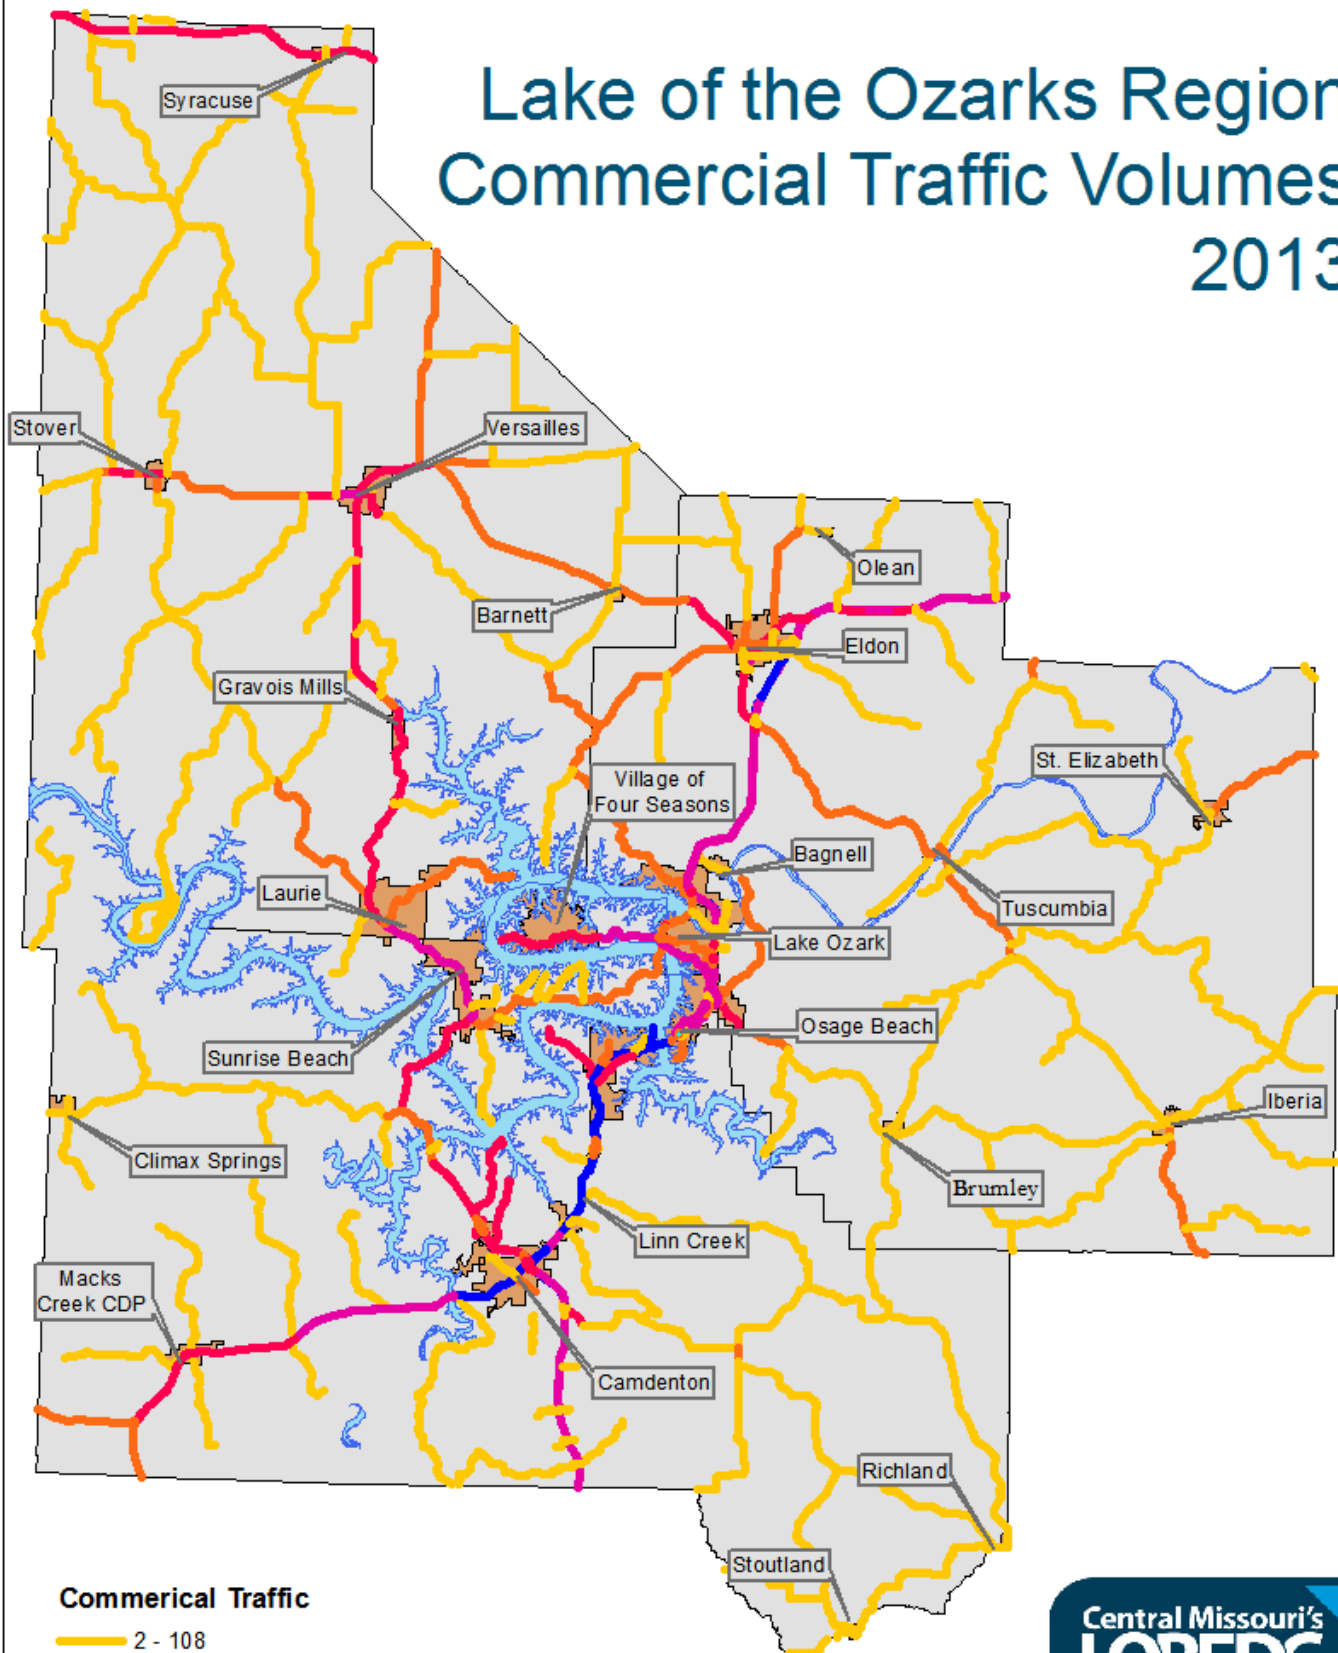 Lake of the Ozarks Region
Commercial Traffic Volumes
2013
Syracuse
Stover
Versailles
Olean
Barnett
Eldon
Gravois Mills
St. Elizabeth
Village of
Four Seasons
Bagnell
Laurie
Tuscumbia
Lake Ozark
Osage Beach
Sunrise Beach
Iberia
Climax Springs
Brumley
Linn Creek
Macks
Creek CDP
Camdenton
Richland
Stoutland
Commerical Traffic
2 - 108
Central Missouri's